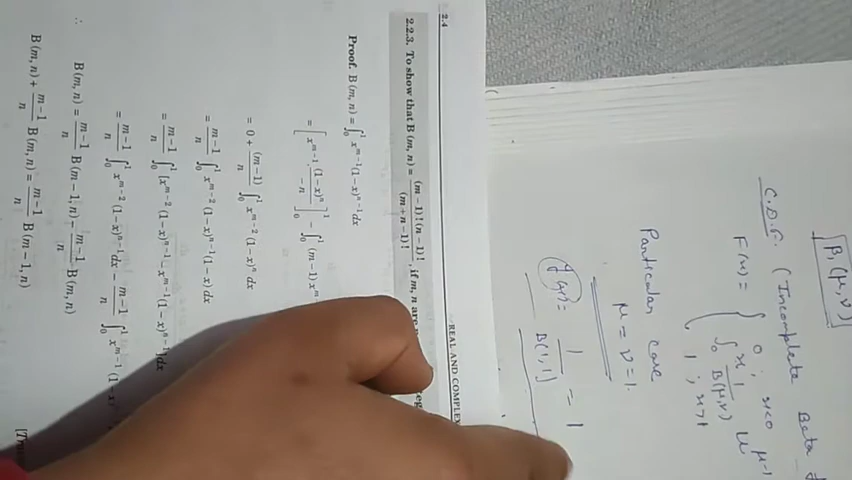 2.4
REAL AND COMPLEX
2.2.3. To show that B (m, n) = (m – 1)! (n – 1)! / (m + n – 1)!, if m, n are
Proof. B (m, n) = ∫₀¹ x^{m–1} (1 – x)^{n–1} dx
= [x^{m–1} (1 – x)^n / – n]₀¹ – ∫₀¹ (m – 1) x
= 0 + (m – 1)/n ∫₀¹ x^{m–2} (1 – x)^n dx
= m – 1/n ∫₀¹ x^{m–2} (1 – x)^{n–1} (1 – x) dx
= m – 1/n ∫₀¹ [x^{m–2} (1 – x)^{n–1} – x^{m–1} (1 – x)^{n–1}] dx
= m – 1/n ∫₀¹ x^{m–2} (1 – x)^{n–1} dx – m – 1/n ∫₀¹ x^{m–1} (1
B (m, n) = m – 1/n B (m – 1, n) – m – 1/n B (m, n)
∴ B (m, n) + m – 1/n B (m, n) = m – 1/n B (m – 1, n)
β₁(μ,ν)
C.D.F. (Incomplete Beta
F(x) = { 0 ; x<0
∫₀ˣ 1/B(μ,ν) u^{μ-1}
1 ; x>1
Particular case
μ = ν = 1.
= 1/B(1,1) = 1